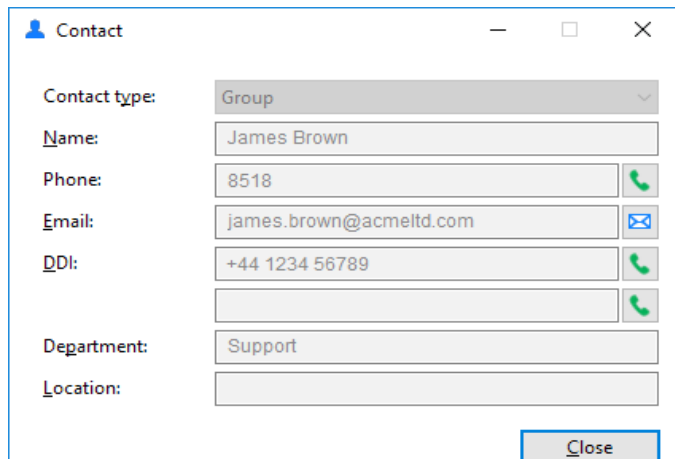 Contact
Contact type: Group
Name: James Brown
Phone: 8518
Email: james.brown@acmeltd.com
DDI: +44 1234 56789
Department: Support
Location:
Close